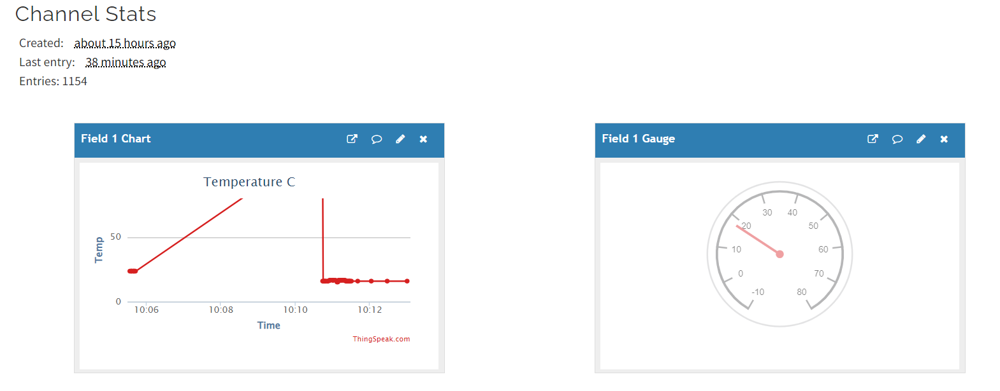 Channel Stats
Created: about 15 hours ago
Last entry: 38 minutes ago
Entries: 1154
Field 1 Chart
Temperature C
Temp
50
0
10:06 10:08 10:10 10:12
Time
ThingSpeak.com
Field 1 Gauge
-10
0
10
20
30
40
50
60
70
80